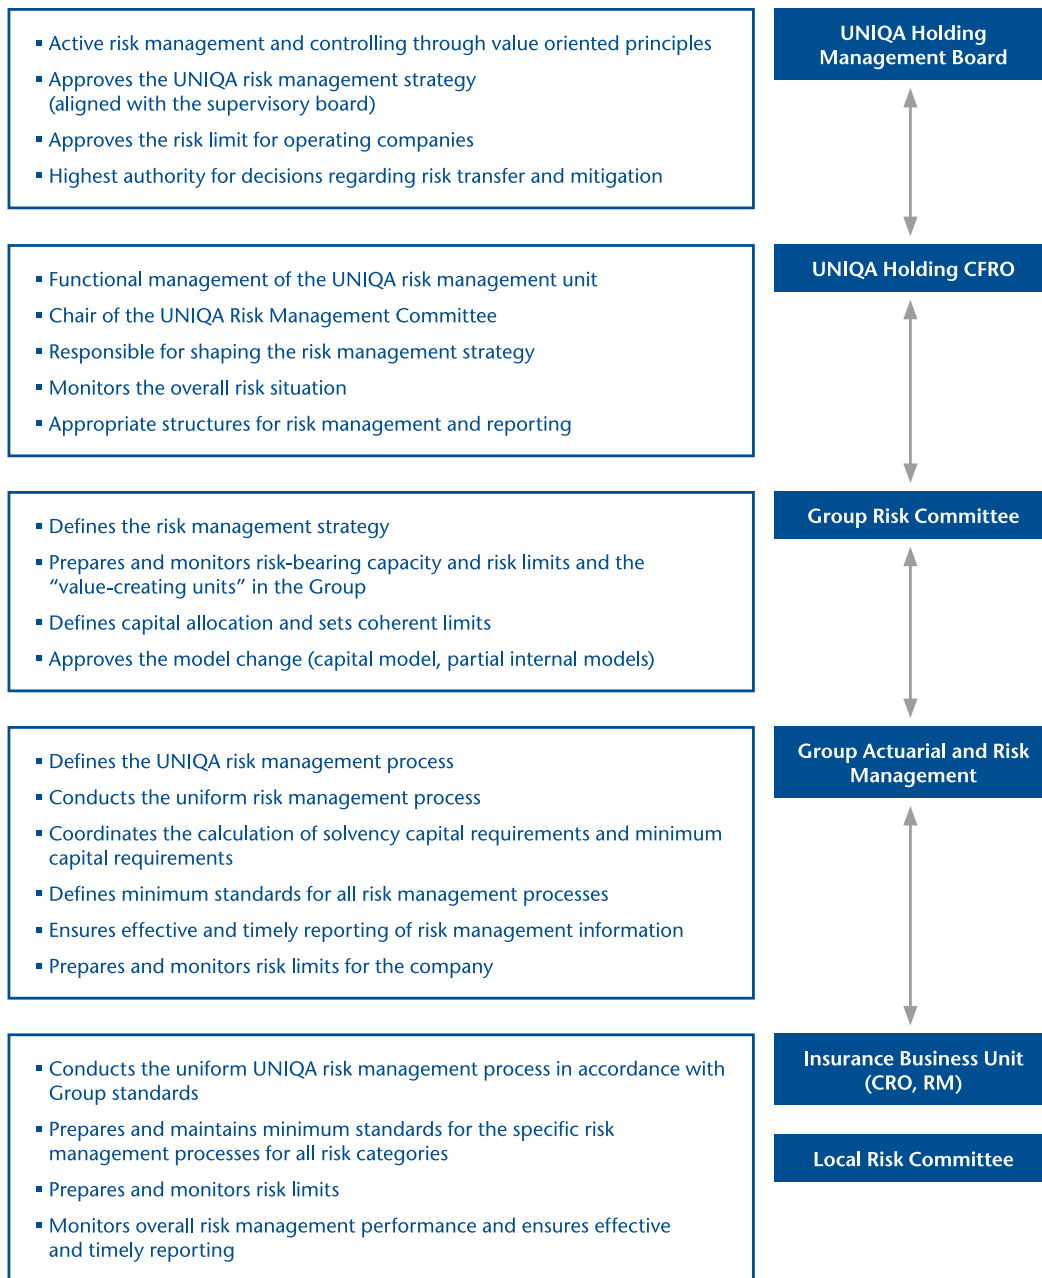 ▪ Active risk management and controlling through value oriented principles
▪ Approves the UNIQA risk management strategy
(aligned with the supervisory board)
▪ Approves the risk limit for operating companies
▪ Highest authority for decisions regarding risk transfer and mitigation
UNIQA Holding
Management Board
▪ Functional management of the UNIQA risk management unit
▪ Chair of the UNIQA Risk Management Committee
▪ Responsible for shaping the risk management strategy
▪ Monitors the overall risk situation
▪ Appropriate structures for risk management and reporting
UNIQA Holding CFRO
▪ Defines the risk management strategy
▪ Prepares and monitors risk-bearing capacity and risk limits and the
“value-creating units” in the Group
▪ Defines capital allocation and sets coherent limits
▪ Approves the model change (capital model, partial internal models)
Group Risk Committee
▪ Defines the UNIQA risk management process
▪ Conducts the uniform risk management process
▪ Coordinates the calculation of solvency capital requirements and minimum
capital requirements
▪ Defines minimum standards for all risk management processes
▪ Ensures effective and timely reporting of risk management information
▪ Prepares and monitors risk limits for the company
Group Actuarial and Risk
Management
▪ Conducts the uniform UNIQA risk management process in accordance with
Group standards
▪ Prepares and maintains minimum standards for the specific risk
management processes for all risk categories
▪ Prepares and monitors risk limits
▪ Monitors overall risk management performance and ensures effective
and timely reporting
Insurance Business Unit
(CRO, RM)
Local Risk Committee